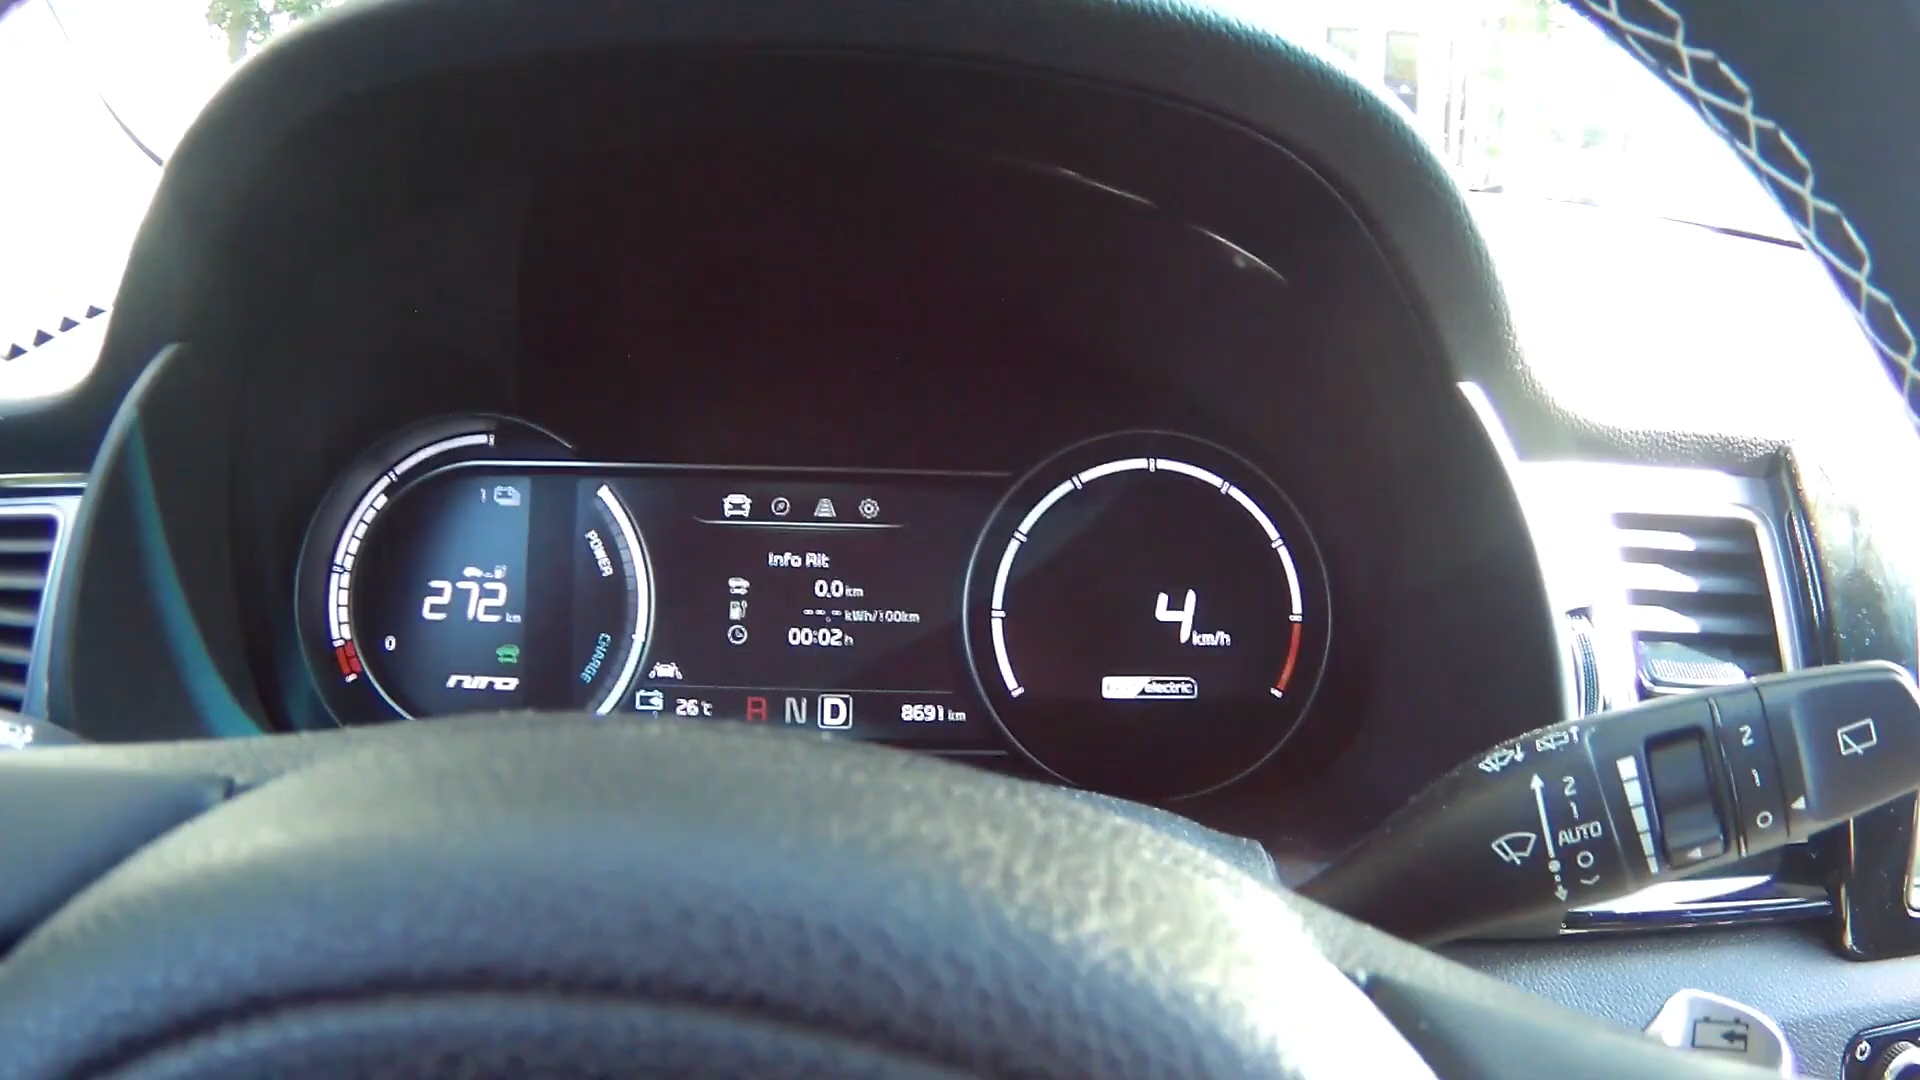 1
272 km
0
niro
POWER
CHARGE
Info Rit
0.0 km
--.- kWh/100km
00:02 h
26°C
R N D
8691 km
4 km/h
electric
2
1
AUTO
O
2
1
O